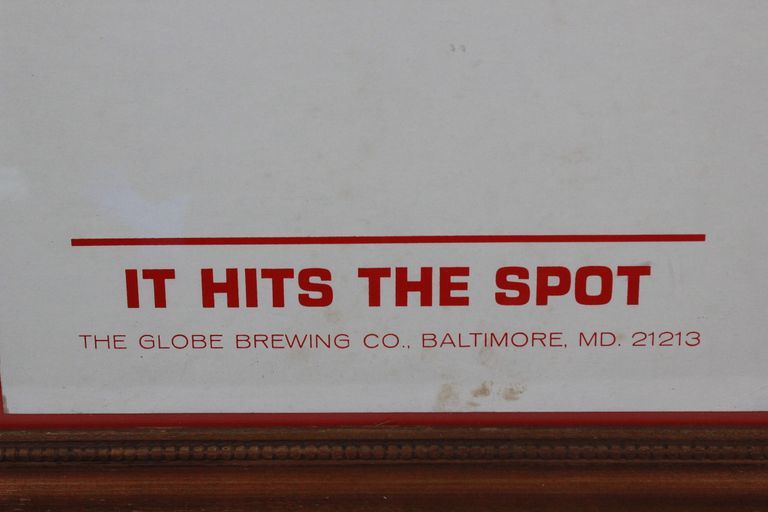 IT HITS THE SPOT
THE GLOBE BREWING CO., BALTIMORE, MD. 21213